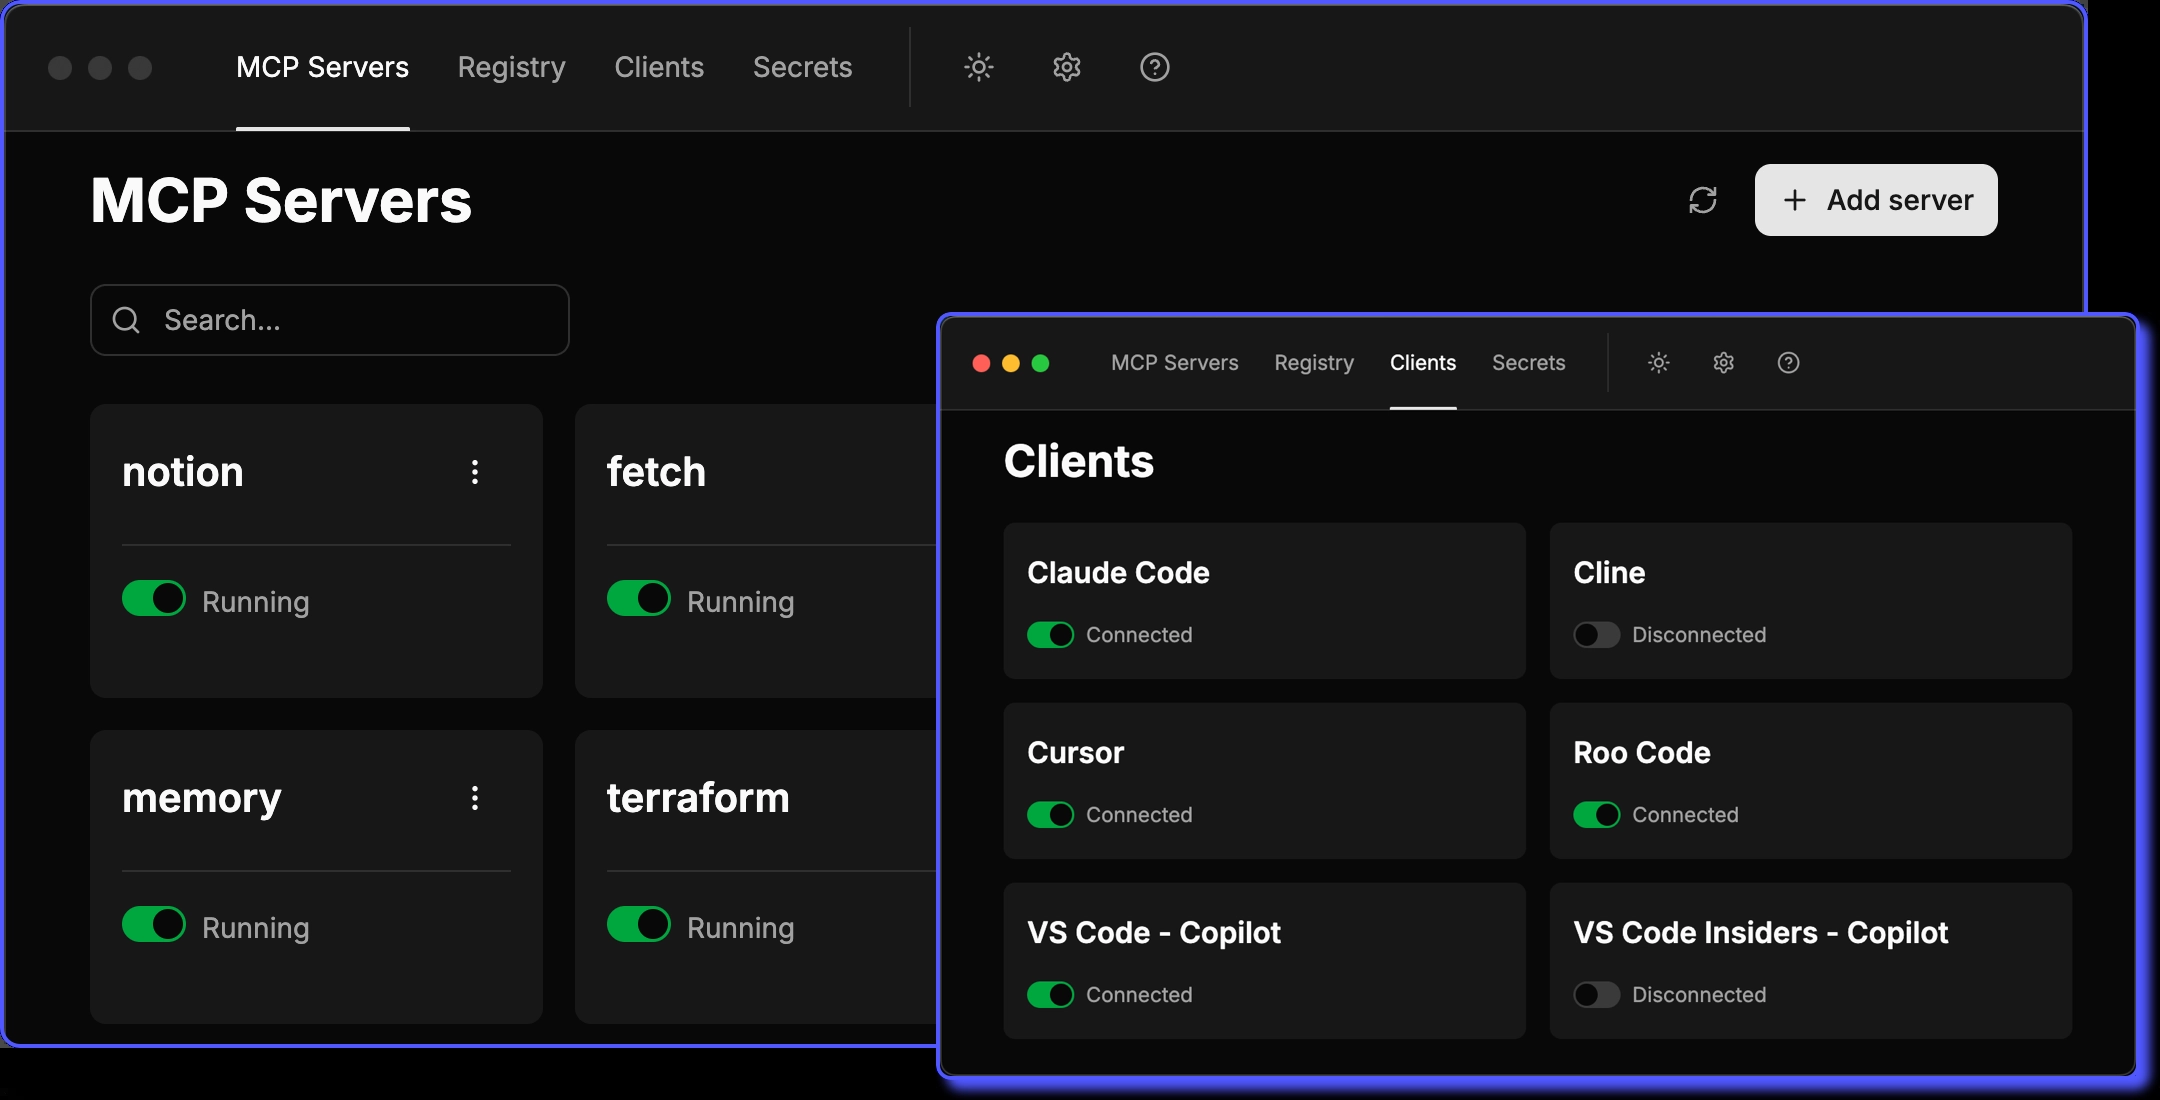 MCP Servers Registry Clients Secrets
MCP Servers
+ Add server
Search...
notion
Running
fetch
Running
memory
Running
terraform
Running
MCP Servers Registry Clients Secrets
Clients
Claude Code
Connected
Cline
Disconnected
Cursor
Connected
Roo Code
Connected
VS Code - Copilot
Connected
VS Code Insiders - Copilot
Disconnected